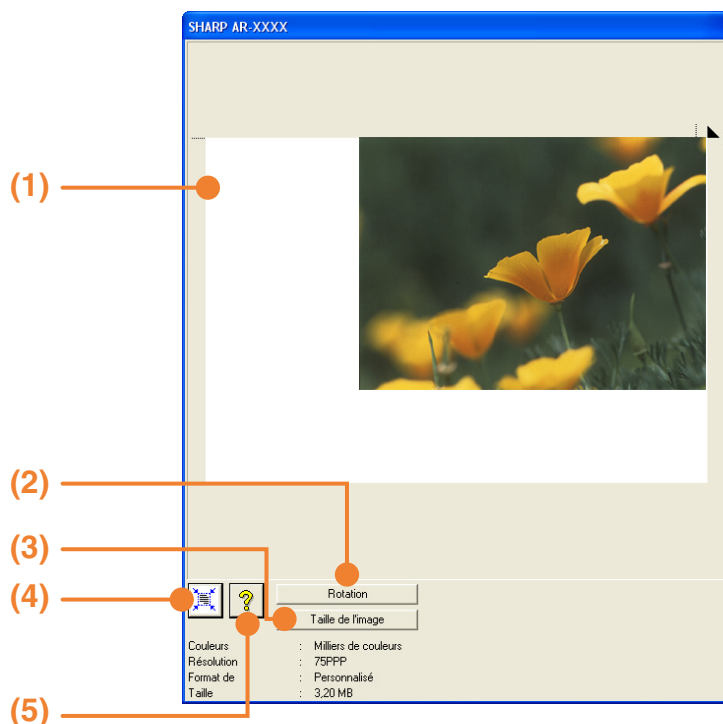 SHARP AR-XXXX
(1)
(2)
(3)
(4)
(5)
Rotation
Taille de l'image
Couleurs : Milliers de couleurs
Résolution : 75PPP
Format de : Personnalisé
Taille : 3,20 MB